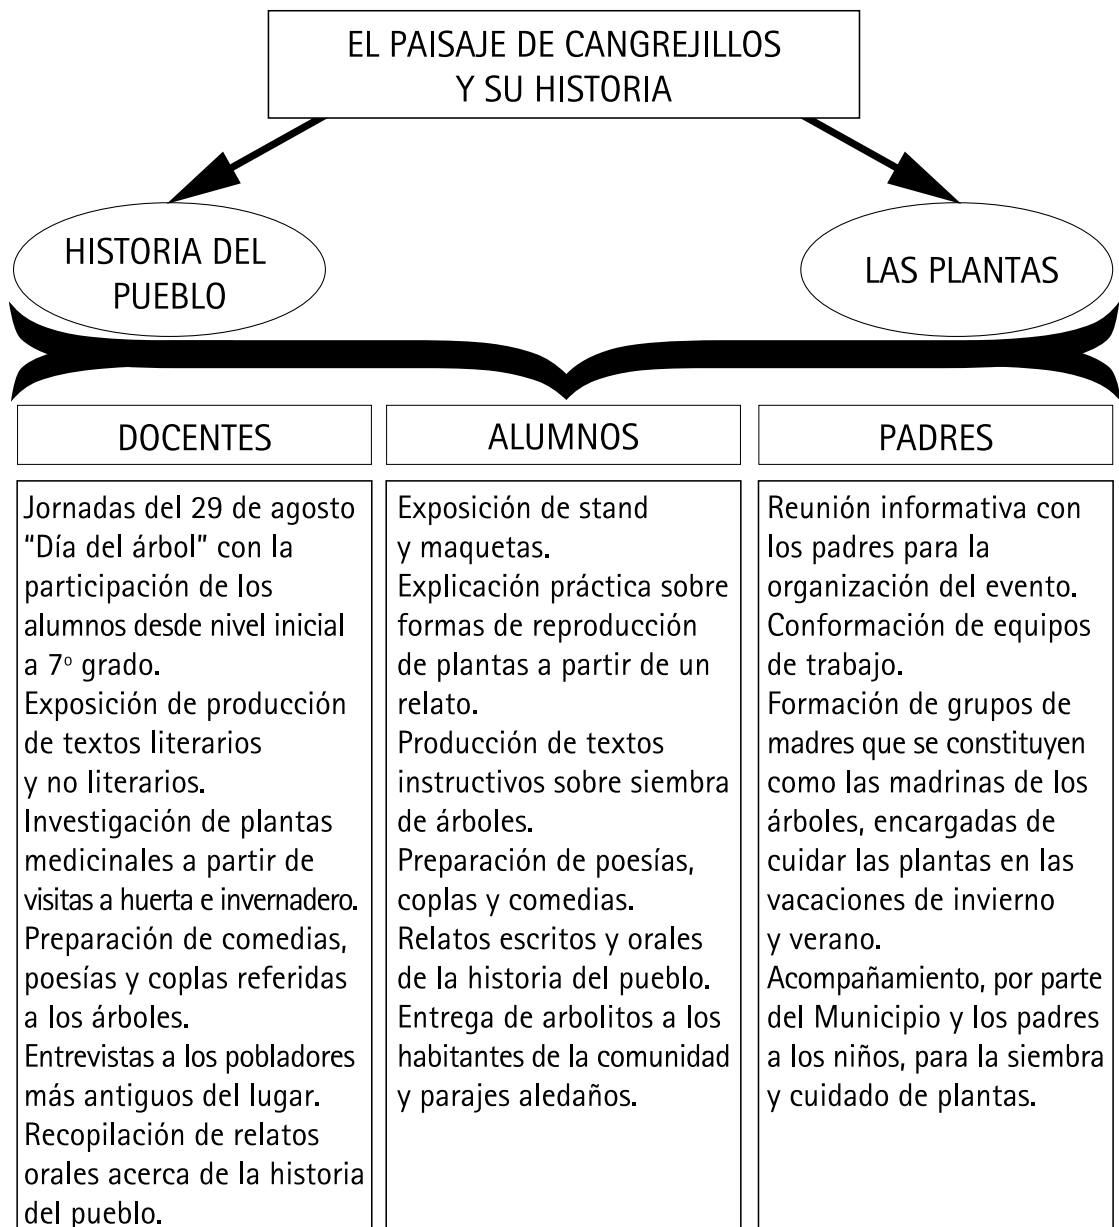 EL PAISAJE DE CANGREJILLOS
Y SU HISTORIA
HISTORIA DEL
PUEBLO
LAS PLANTAS
DOCENTES
Jornadas del 29 de agosto
"Día del árbol" con la
participación de los
alumnos desde nivel inicial
a 7º grado.
Exposición de producción
de textos literarios
y no literarios.
Investigación de plantas
medicinales a partir de
visitas a huerta e invernadero.
Preparación de comedias,
poesías y coplas referidas
a los árboles.
Entrevistas a los pobladores
más antiguos del lugar.
Recopilación de relatos
orales acerca de la historia
del pueblo.
ALUMNOS
Exposición de stand
y maquetas.
Explicación práctica sobre
formas de reproducción
de plantas a partir de un
relato.
Producción de textos
instructivos sobre siembra
de árboles.
Preparación de poesías,
coplas y comedias.
Relatos escritos y orales
de la historia del pueblo.
Entrega de arbolitos a los
habitantes de la comunidad
y parajes aledaños.
PADRES
Reunión informativa con
los padres para la
organización del evento.
Conformación de equipos
de trabajo.
Formación de grupos de
madres que se constituyen
como las madrinas de los
árboles, encargadas de
cuidar las plantas en las
vacaciones de invierno
y verano.
Acompañamiento, por parte
del Municipio y los padres
a los niños, para la siembra
y cuidado de plantas.